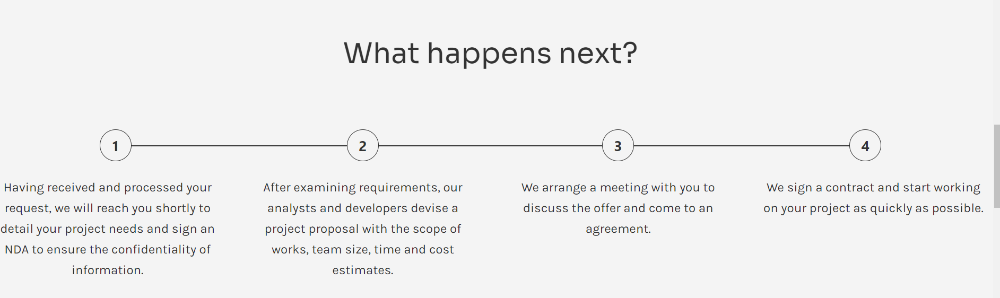 What happens next?
1
2
3
4
Having received and processed your
request, we will reach you shortly to
detail your project needs and sign an
NDA to ensure the confidentiality of
information.
After examining requirements, our
analysts and developers devise a
project proposal with the scope of
works, team size, time and cost
estimates.
We arrange a meeting with you to
discuss the offer and come to an
agreement.
We sign a contract and start working
on your project as quickly as possible.